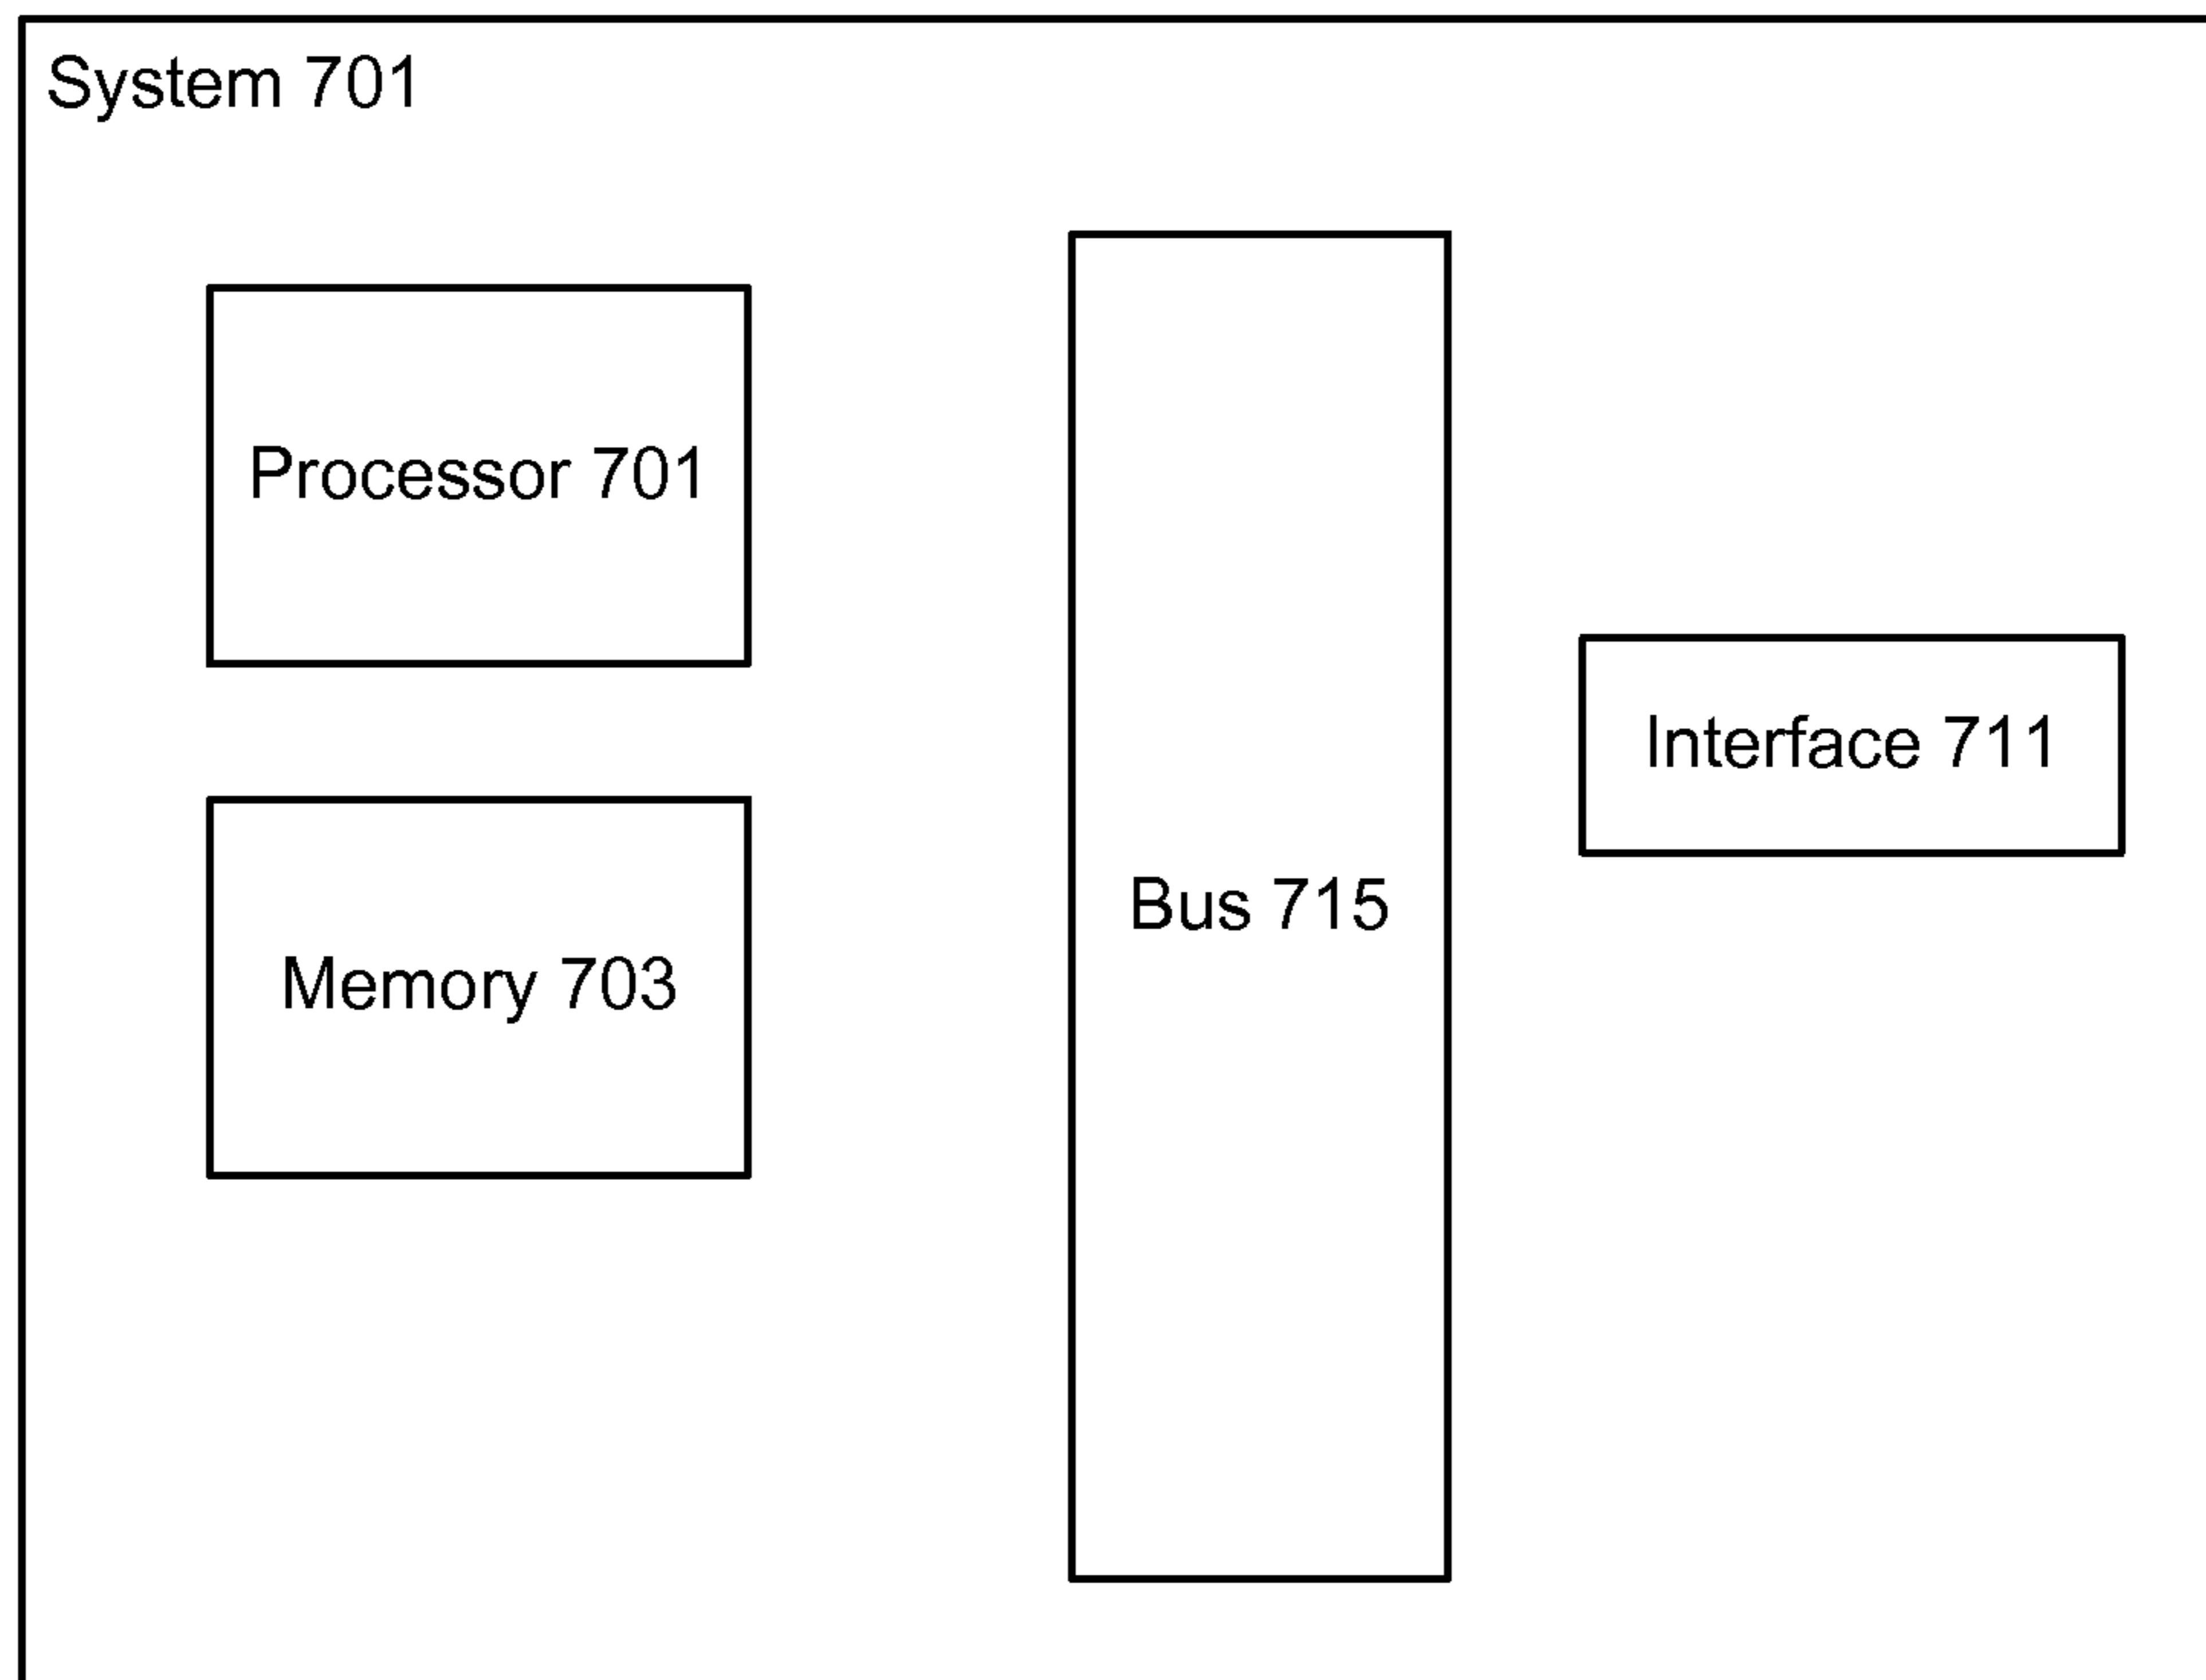 System 701
Processor 701
Memory 703
Bus 715
Interface 711